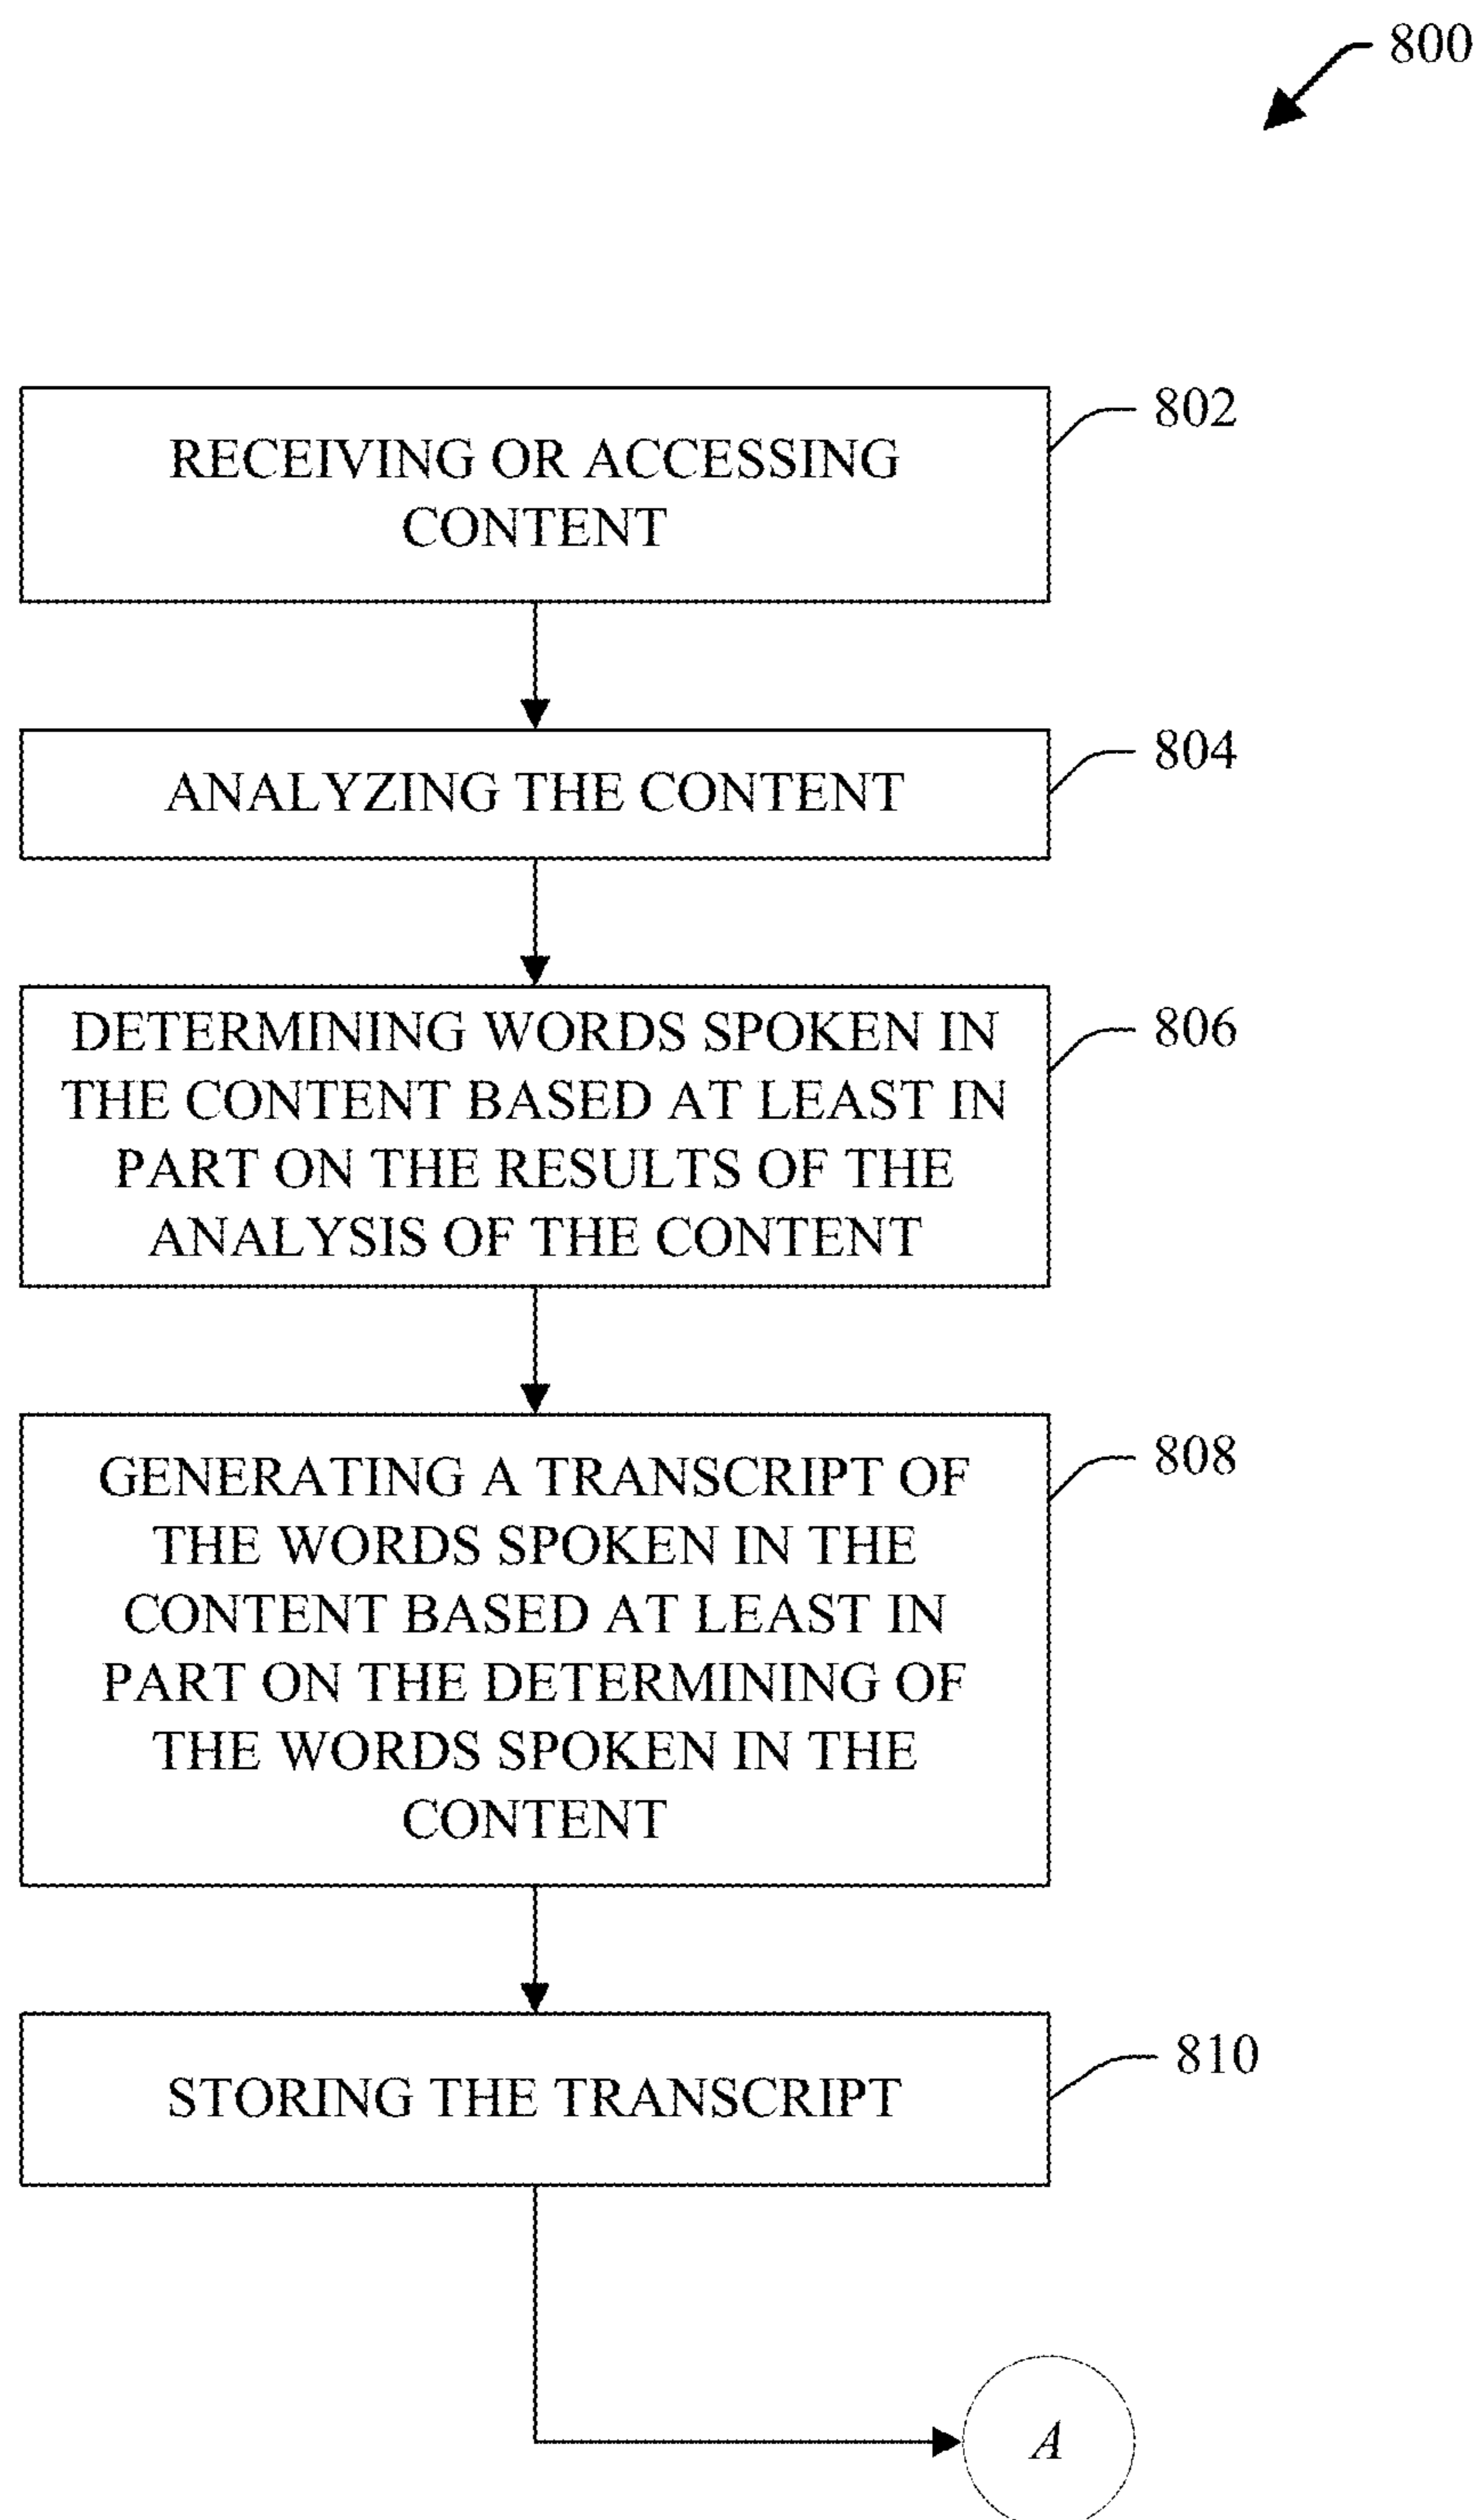 800
RECEIVING OR ACCESSING
CONTENT
802
ANALYZING THE CONTENT
804
DETERMINING WORDS SPOKEN IN
THE CONTENT BASED AT LEAST IN
PART ON THE RESULTS OF THE
ANALYSIS OF THE CONTENT
806
GENERATING A TRANSCRIPT OF
THE WORDS SPOKEN IN THE
CONTENT BASED AT LEAST IN
PART ON THE DETERMINING OF
THE WORDS SPOKEN IN THE
CONTENT
808
STORING THE TRANSCRIPT
810
A